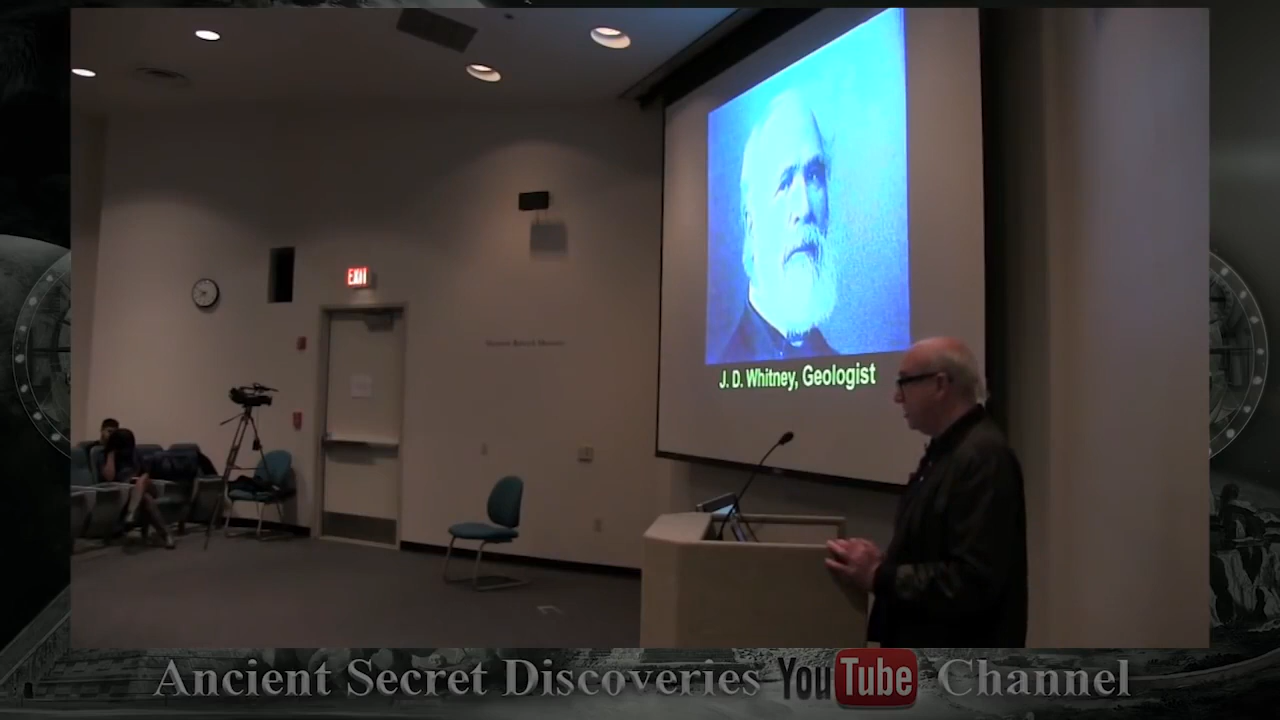 EXIT
J. D. Whitney, Geologist
Ancient Secret Discoveries YouTube Channel